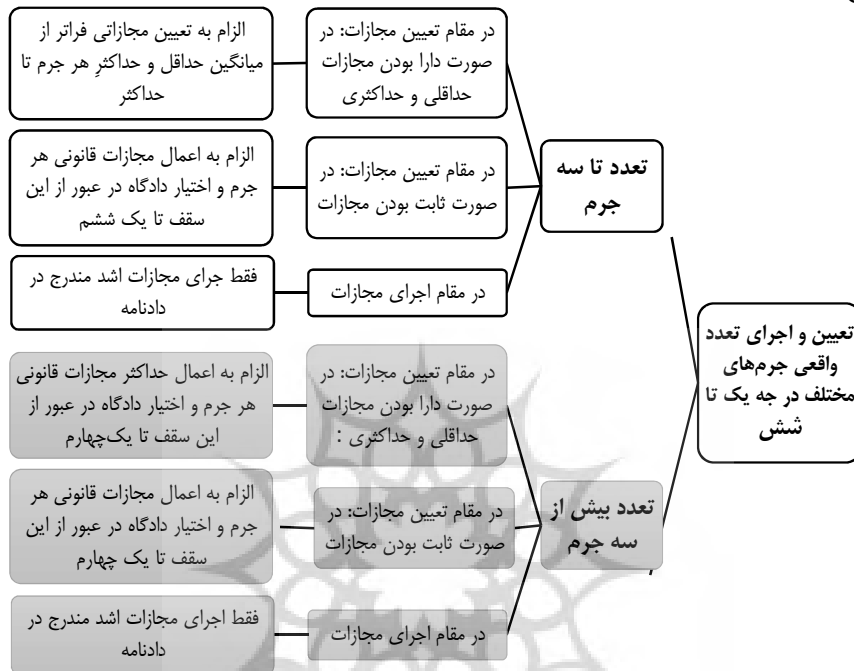 تعیین و اجرای تعدد
واقعی جرم‌های
مختلف در جه یک تا
شش
تعدد تا سه
جرم
در مقام تعیین مجازات: در
صورت دارا بودن مجازات
حداقلی و حداکثری
الزام به تعیین مجازاتی فراتر از
میانگین حداقل و حداکثرِ هر جرم تا
حداکثر
در مقام تعیین مجازات: در
صورت ثابت بودن مجازات
الزام به اعمال مجازات قانونی هر
جرم و اختیار دادگاه در عبور از این
سقف تا یک ششم
در مقام اجرای مجازات
فقط جرای مجازات اشد مندرج در
دادنامه
تعدد بیش از
سه جرم
در مقام تعیین مجازات: در
صورت دارا بودن مجازات
حداقلی و حداکثری :
الزام به اعمال حداکثر مجازات قانونی
هر جرم و اختیار دادگاه در عبور از
این سقف تا یک‌چهارم
در مقام تعیین مجازات: در
صورت ثابت بودن مجازات
الزام به اعمال مجازات قانونی هر
جرم و اختیار دادگاه در عبور از این
سقف تا یک چهارم
در مقام اجرای مجازات
فقط اجرای مجازات اشد مندرج در
دادنامه